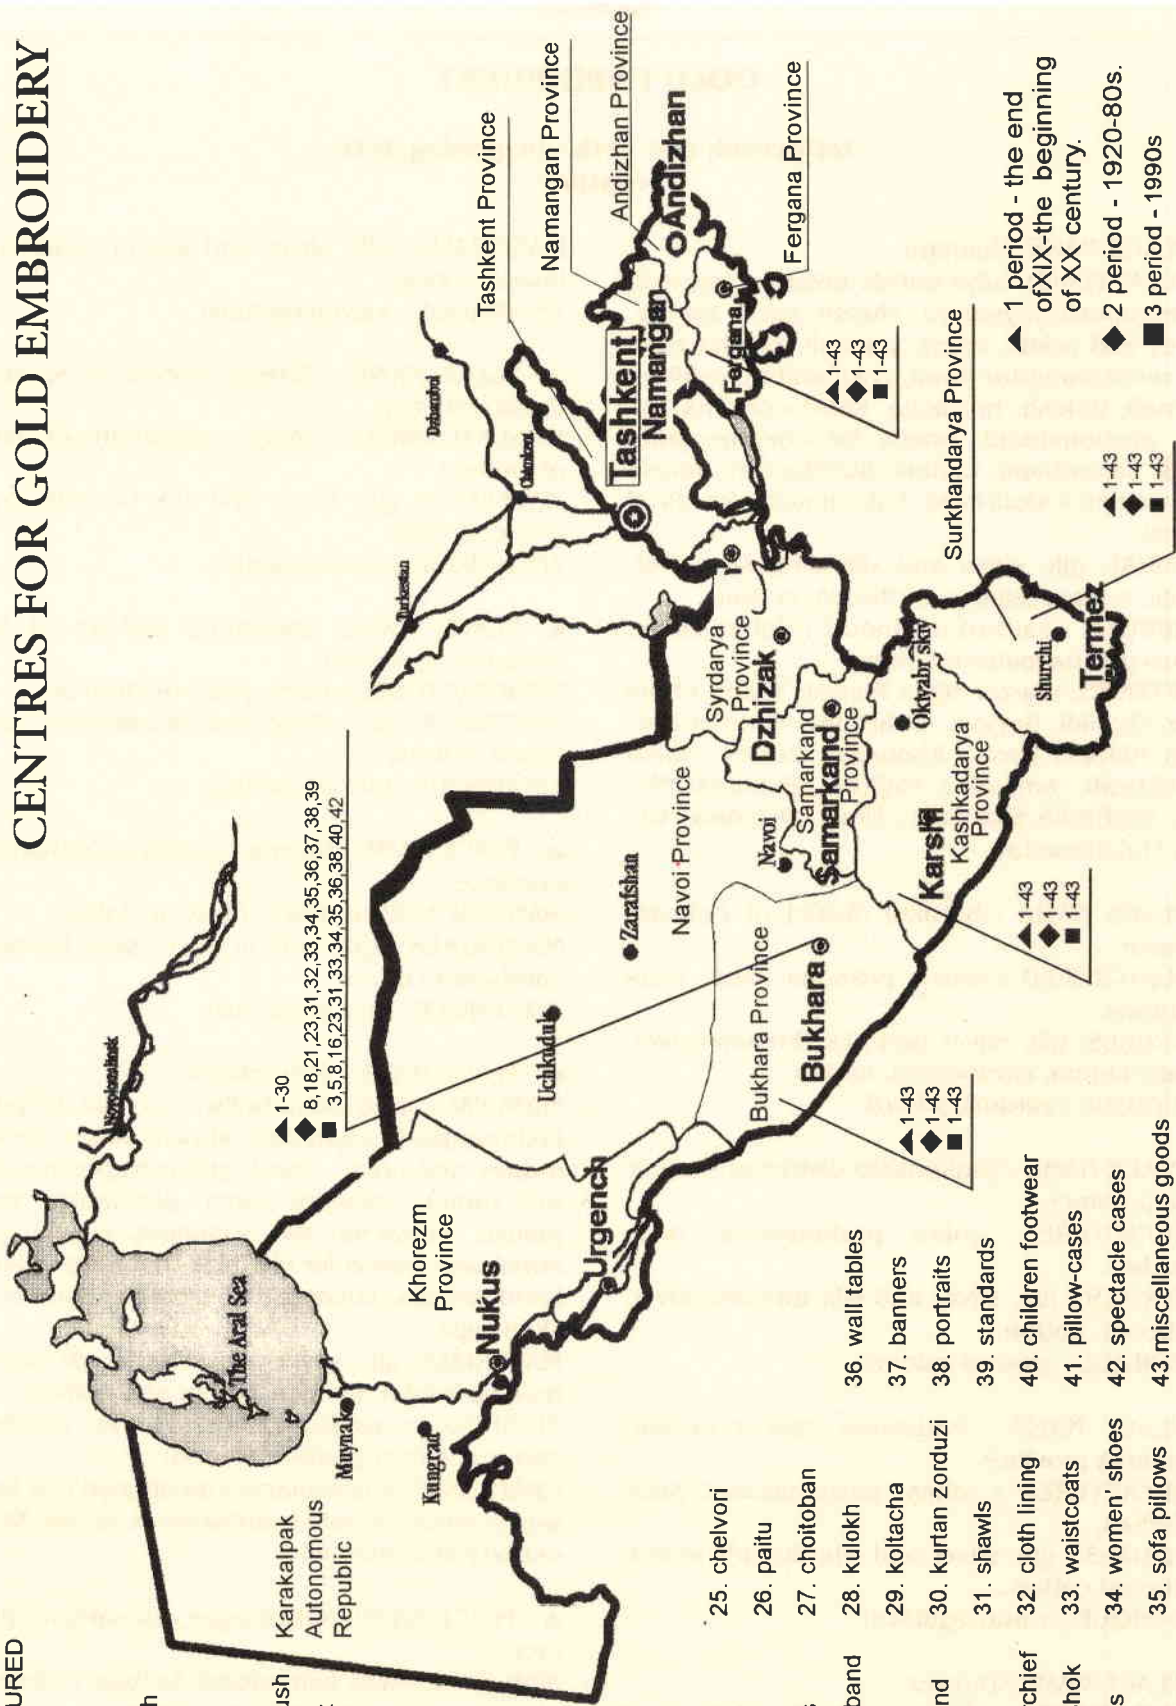 CENTRES FOR GOLD EMBROIDERY
URED
The Aral Sea
Karakalpak
Autonomous
Republic
Muynak
Kungrad
Nukus
Khorezm
Province
Urgench
▲ 1-30
◆ 8,18,21,23,31,32,33,34,35,36,37,38,39
■ 3,5,8,16,23,31,33,34,35,36,38,40,42
Uchkuduk
Zarafshan
Navoi Province
Bukhara Province
Bukhara
▲1-43
◆1-43
■1-43
Navoi
Samarkand
Province
Samarkand
Syrdarya
Province
Dzhizak
Karshi
Kashkadarya
Province
▲1-43
◆1-43
■1-43
Turkestan
Chimkent
Tashkent
Tashkent Province
Namangan Province
Namangan
Andizhan Province
Andizhan
Fergana Province
Fergana
▲1-43
◆1-43
■1-43
Surkhandarya Province
Shurchi
Termez
▲1-43
◆1-43
■1-43
▲ 1 period - the end
ofXIX-the beginning
of XX century.
◆ 2 period - 1920-80s.
■ 3 period - 1990s
ush
band
nd
rchief
hok
s
25. chelvori
26. paitu
27. choitoban
28. kulokh
29. koltacha
30. kurtan zorduzi
31. shawls
32. cloth lining
33. waistcoats
34. women shoes
35. sofa pillows
36. wall tables
37. banners
38. portraits
39. standards
40. children footwear
41. pillow-cases
42. spectacle cases
43.miscellaneous goods